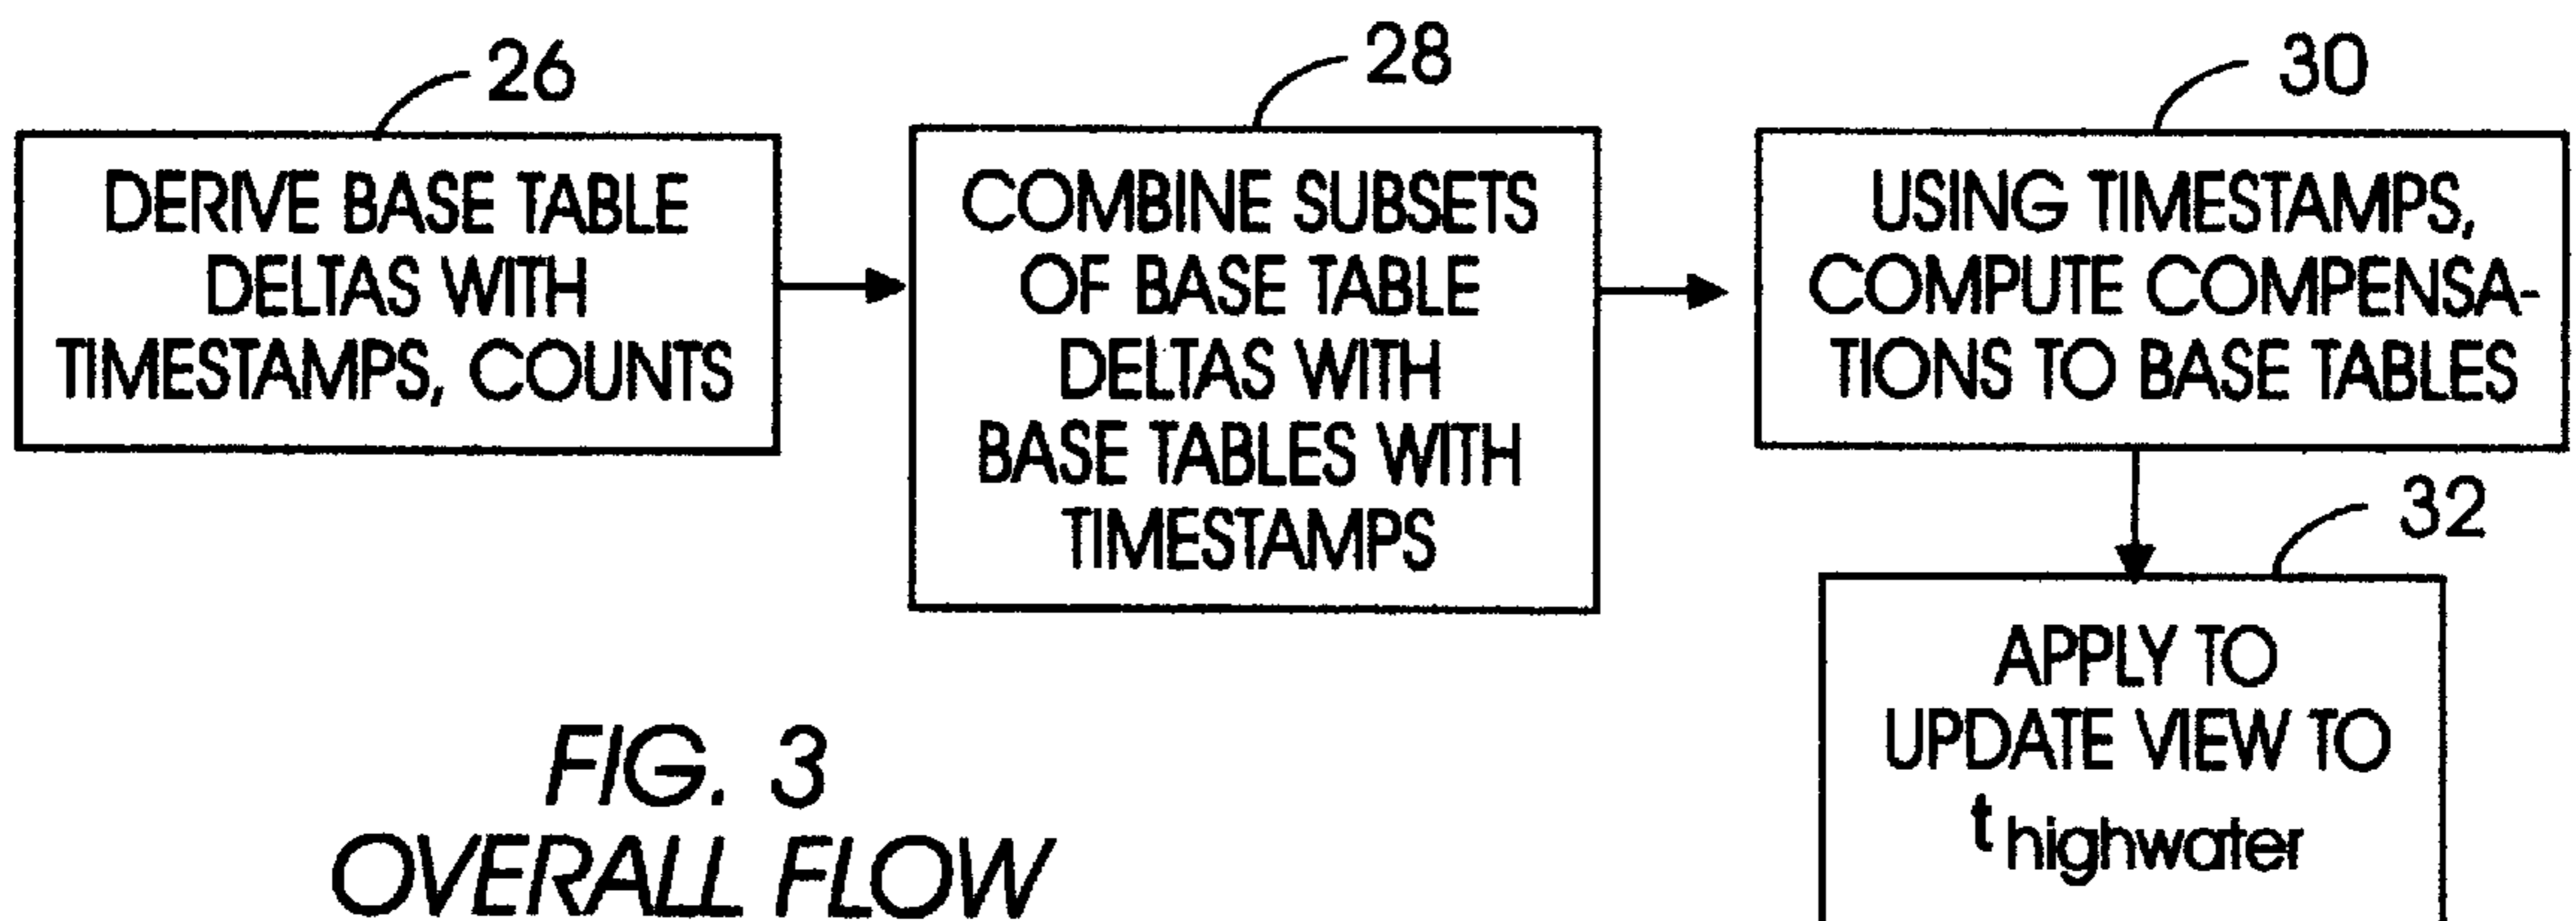 26
DERIVE BASE TABLE
DELTAS WITH
TIMESTAMPS, COUNTS
28
COMBINE SUBSETS
OF BASE TABLE
DELTAS WITH
BASE TABLES WITH
TIMESTAMPS
30
USING TIMESTAMPS,
COMPUTE COMPENSA-
TIONS TO BASE TABLES
32
APPLY TO
UPDATE VIEW TO
t highwater
FIG. 3
OVERALL FLOW